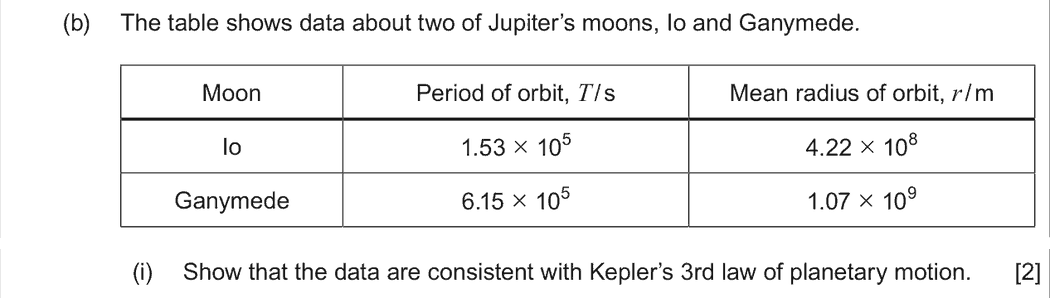 (b) The table shows data about two of Jupiter's moons, Io and Ganymede.
Moon Period of orbit, T/s Mean radius of orbit, r/m
Io 1.53 × 10⁵ 4.22 × 10⁸
Ganymede 6.15 × 10⁵ 1.07 × 10⁹
(i) Show that the data are consistent with Kepler's 3rd law of planetary motion. [2]